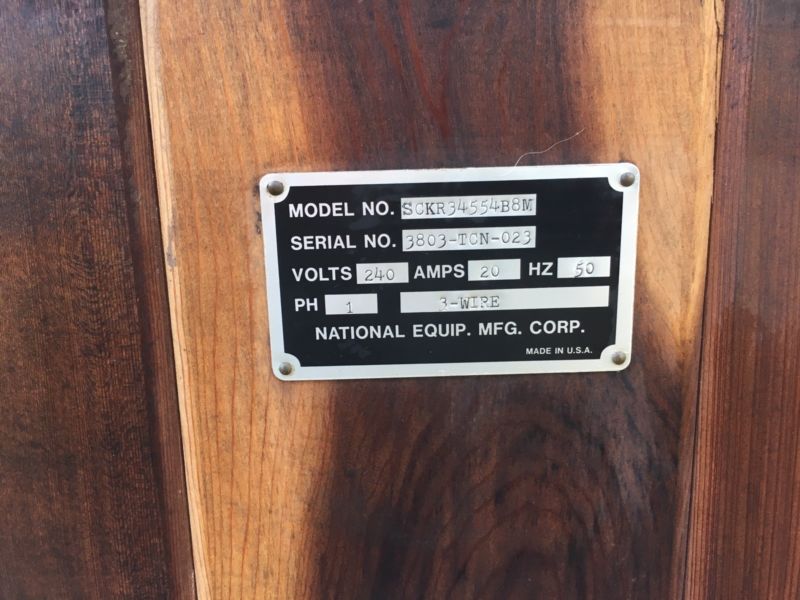 MODEL NO. SCKR34554B8M
SERIAL NO. 3803-TCN-023
VOLTS 240 AMPS 20 HZ 50
PH 1 3-WIRE
NATIONAL EQUIP. MFG. CORP.
MADE IN U.S.A.